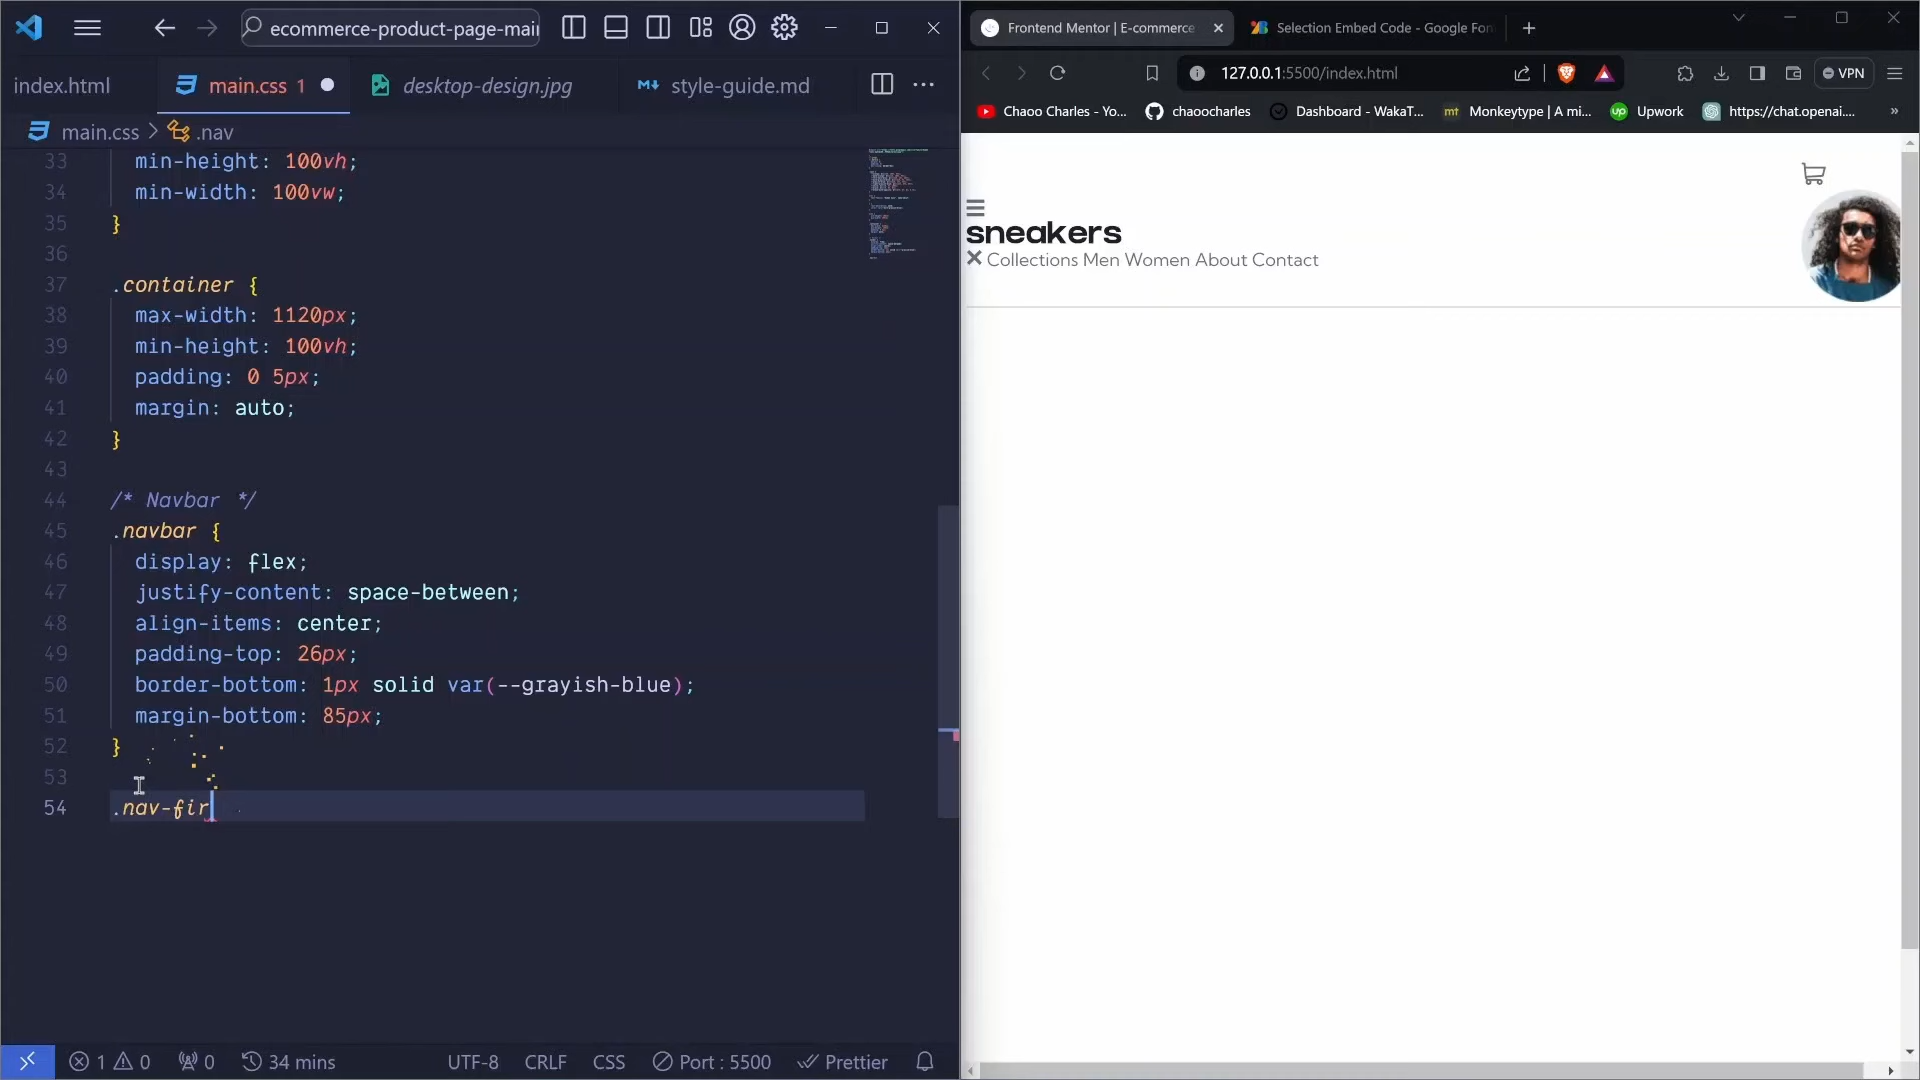 ecommerce-product-page-mai
index.html
main.css 1
desktop-design.jpg
style-guide.md
main.css > .nav
33 min-height: 100vh;
34 min-width: 100vw;
35 }
36
37 .container {
38 max-width: 1120px;
39 min-height: 100vh;
40 padding: 0 5px;
41 margin: auto;
42 }
43
44 /* Navbar */
45 .navbar {
46 display: flex;
47 justify-content: space-between;
48 align-items: center;
49 padding-top: 26px;
50 border-bottom: 1px solid var(--grayish-blue);
51 margin-bottom: 85px;
52 }
53
54 .nav-fir
1 0 0 34 mins UTF-8 CRLF CSS Port : 5500 Prettier
Frontend Mentor | E-commerce
Selection Embed Code - Google Fon
127.0.0.1:5500/index.html
VPN
Chaoo Charles - Yo...
chaoocharles
Dashboard - WakaT...
mt Monkeytype | A mi...
up Upwork
https://chat.openai....
»
sneakers
Collections Men Women About Contact